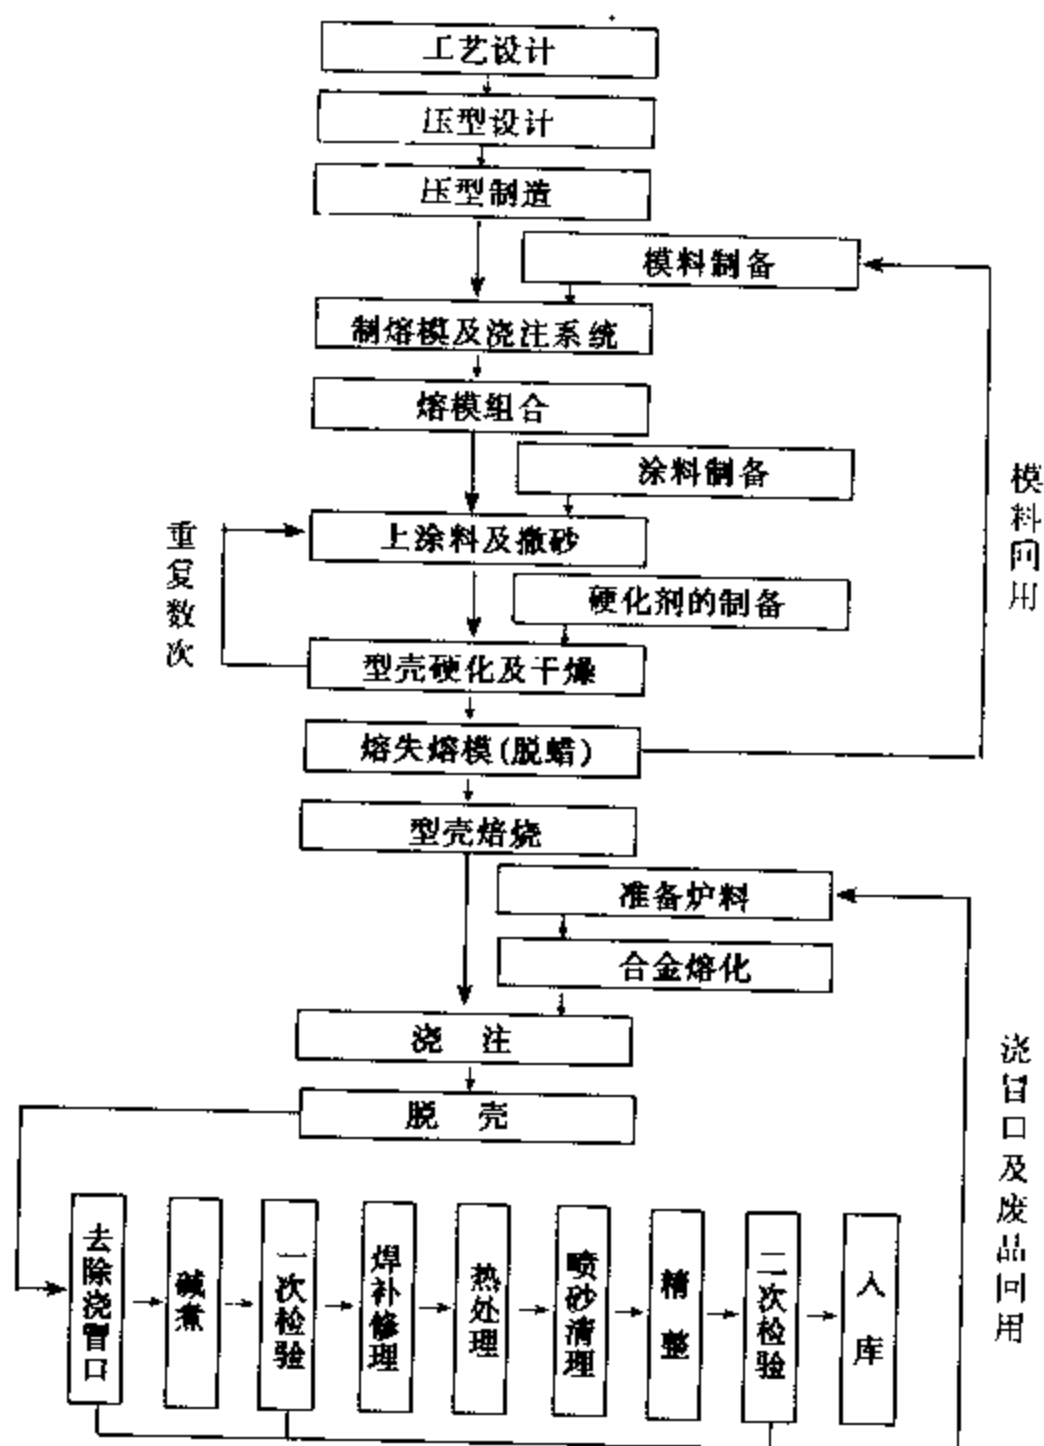 工艺设计
压型设计
压型制造
模料制备
制熔模及浇注系统
熔模组合
涂料制备
上涂料及撒砂
硬化剂的制备
型壳硬化及干燥
重复数次
模料回用
熔失熔模(脱蜡)
型壳焙烧
准备炉料
合金熔化
浇 注
脱 壳
浇冒口及废品回用
去除浇冒口
碱煮
一次检验
焊补修理
热处理
喷砂清理
精整
二次检验
入库